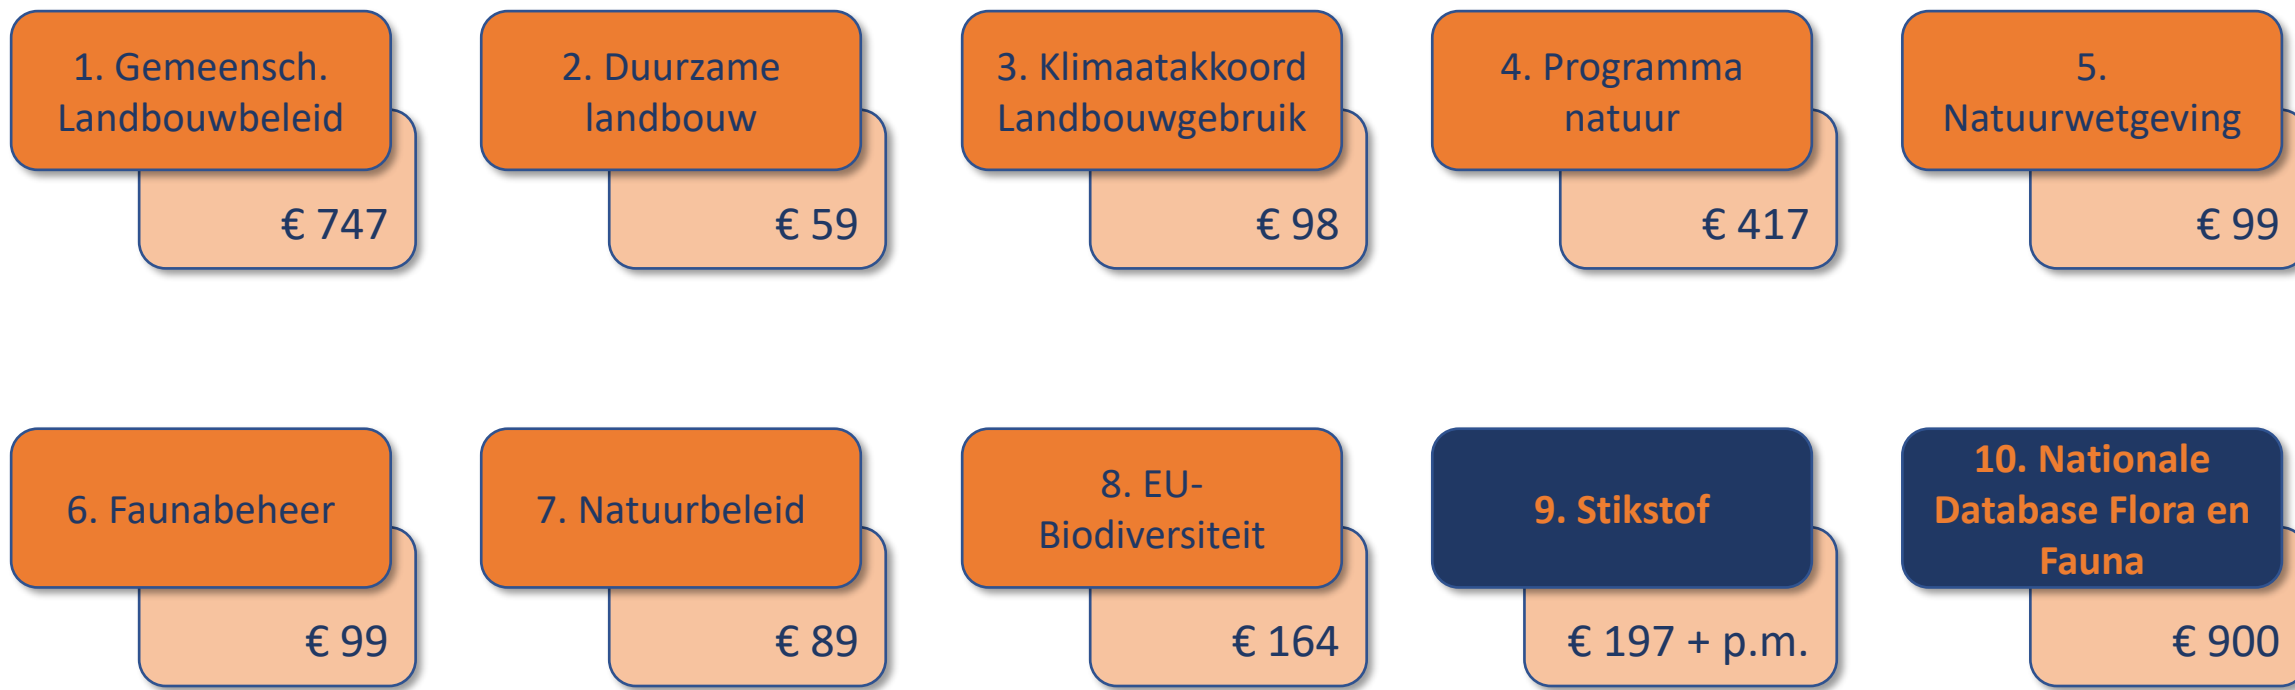 1. Gemeensch.
Landbouwbeleid
€ 747
2. Duurzame
landbouw
€ 59
3. Klimaatakkoord
Landbouwgebruik
€ 98
4. Programma
natuur
€ 417
5.
Natuurwetgeving
€ 99
6. Faunabeheer
€ 99
7. Natuurbeleid
€ 89
8. EU-
Biodiversiteit
€ 164
9. Stikstof
€ 197 + p.m.
10. Nationale
Database Flora en
Fauna
€ 900